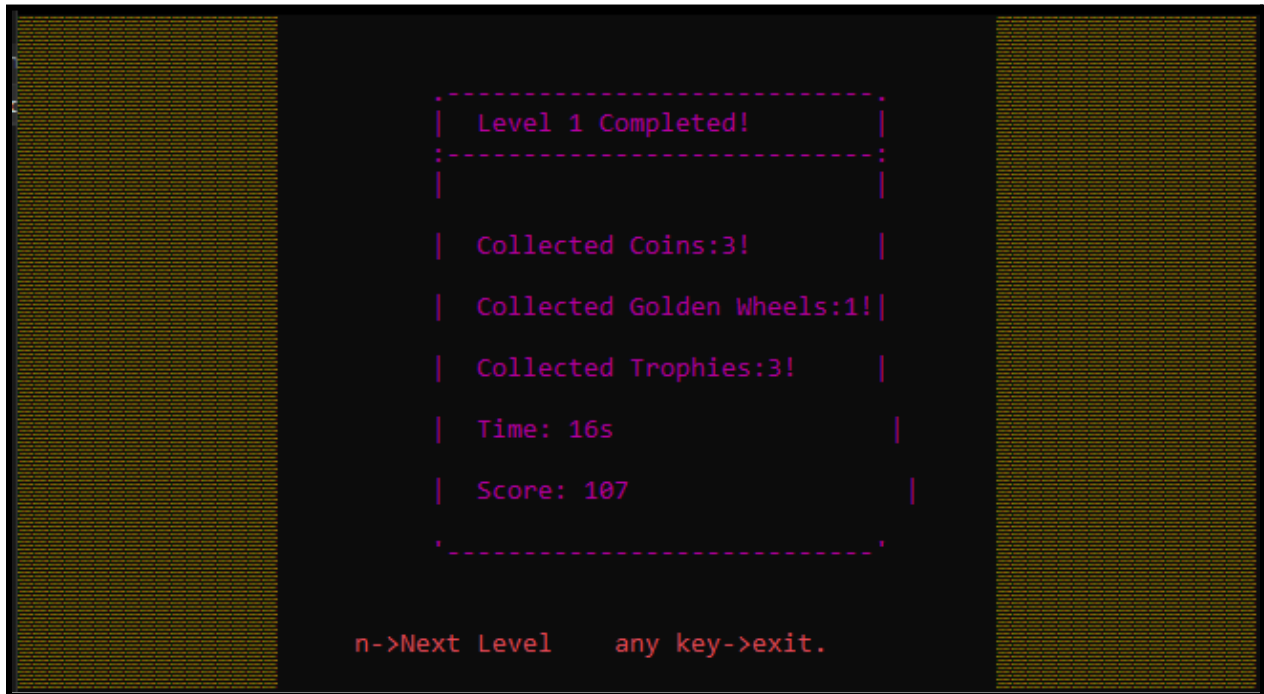 Level 1 Completed!
Collected Coins:3!
Collected Golden Wheels:1!
Collected Trophies:3!
Time: 16s
Score: 107
n->Next Level    any key->exit.